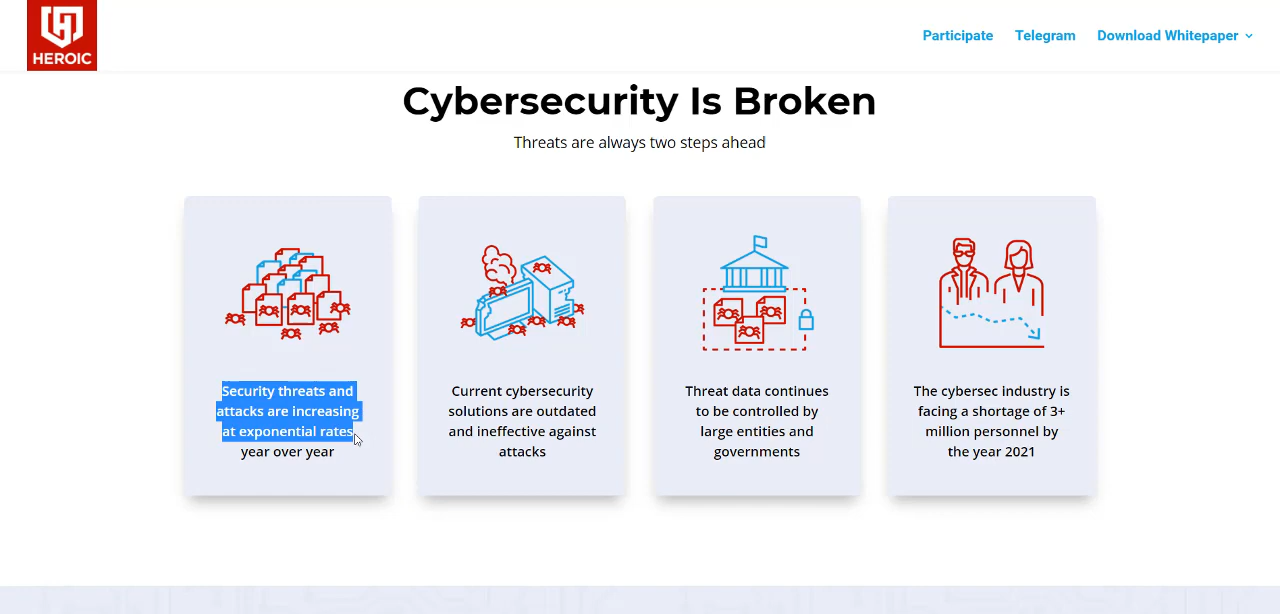 HEROIC
Participate
Telegram
Download Whitepaper
Cybersecurity Is Broken
Threats are always two steps ahead
Security threats and
attacks are increasing
at exponential rates
year over year
Current cybersecurity
solutions are outdated
and ineffective against
attacks
Threat data continues
to be controlled by
large entities and
governments
The cybersec industry is
facing a shortage of 3+
million personnel by
the year 2021